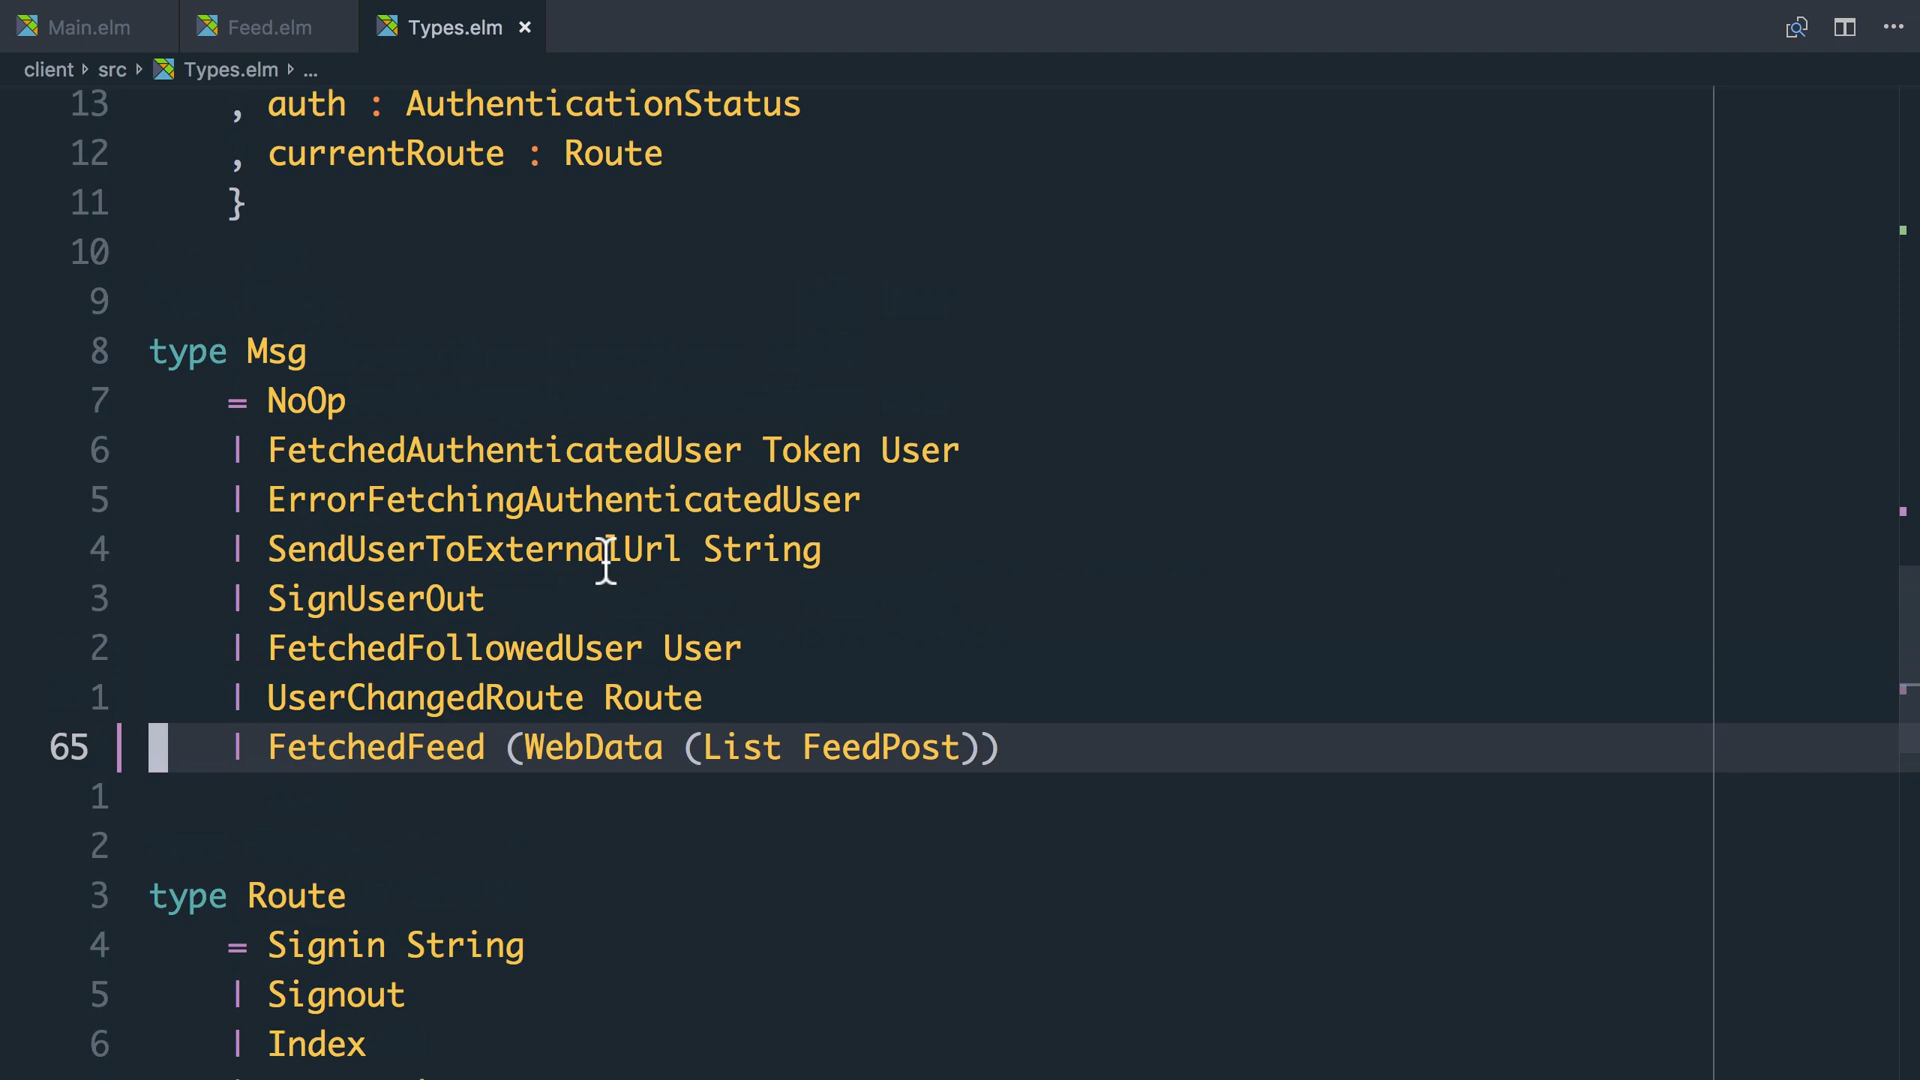 Main.elm Feed.elm Types.elm ×
client src Types.elm ...
13 , auth : AuthenticationStatus
12 , currentRoute : Route
11 }
10
9
8 type Msg
7 = NoOp
6 | FetchedAuthenticatedUser Token User
5 | ErrorFetchingAuthenticatedUser
4 | SendUserToExternalUrl String
3 | SignUserOut
2 | FetchedFollowedUser User
1 | UserChangedRoute Route
65 | FetchedFeed (WebData (List FeedPost))
1
2
3 type Route
4 = Signin String
5 | Signout
6 | Index